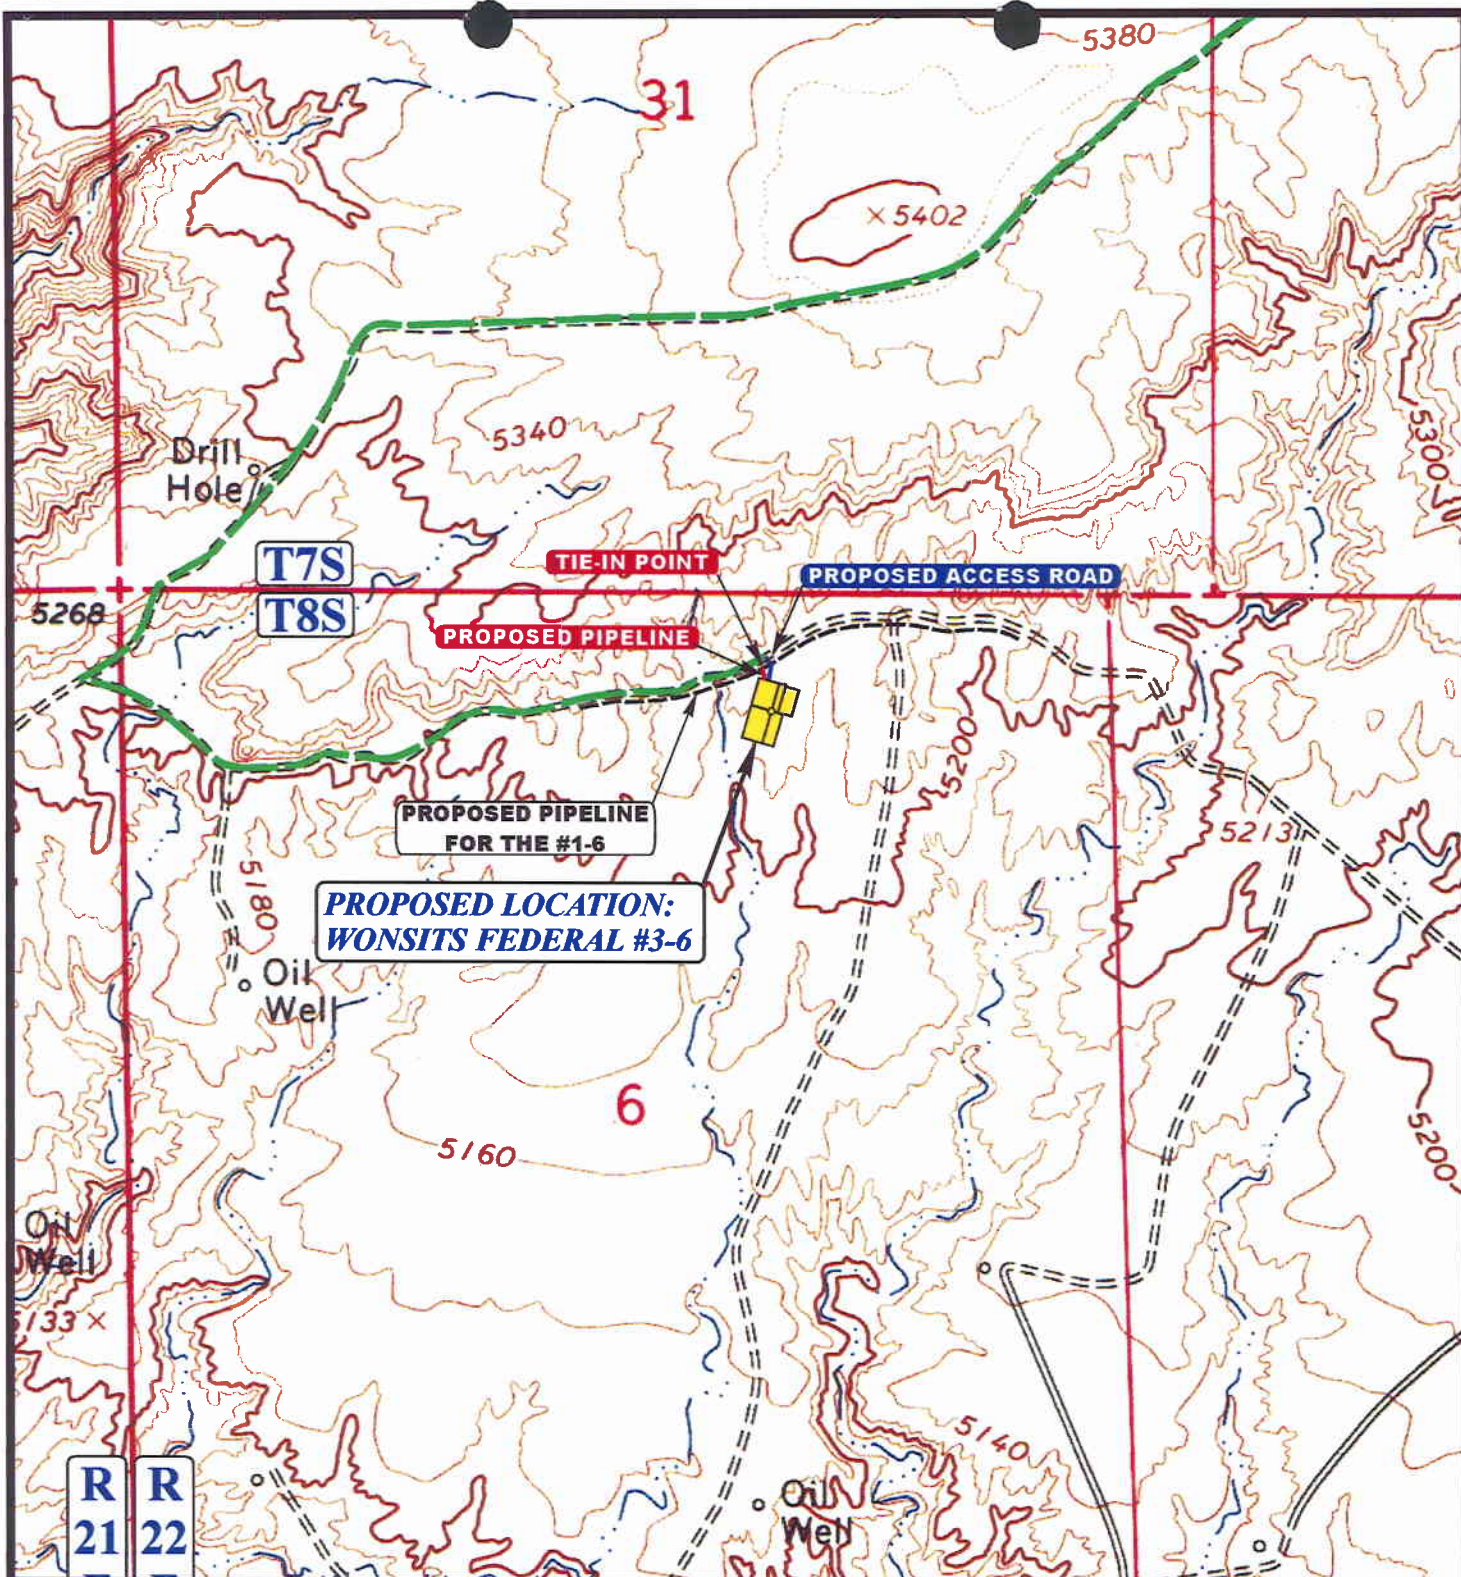 5380
31
× 5402
5340
5300
Drill
Hole
T7S
TIE-IN POINT
PROPOSED ACCESS ROAD
5268
T8S
PROPOSED PIPELINE
5200
PROPOSED PIPELINE
FOR THE #1-6
5213
5180
PROPOSED LOCATION:
WONSITS FEDERAL #3-6
Oil
Well
6
5160
5200
Oil
Well
5133 ×
5140
R R
21 22
Oil
Well